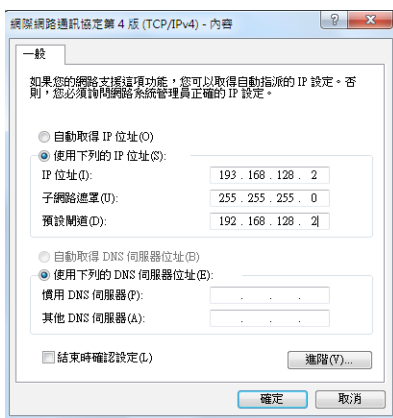 網際網路通訊協定第 4 版 (TCP/IPv4) - 內容
一般
如果您的網路支援這項功能，您可以取得自動指派的 IP 設定。否
則，您必須詢問網路系統管理員正確的 IP 設定。
自動取得 IP 位址(O)
使用下列的 IP 位址(S):
IP 位址(I): 193 . 168 . 128 . 2
子網路遮罩(U): 255 . 255 . 255 . 0
預設閘道(D): 192 . 168 . 128 . 2
自動取得 DNS 伺服器位址(B)
使用下列的 DNS 伺服器位址(E):
慣用 DNS 伺服器(P): . . .
其他 DNS 伺服器(A): . . .
結束時確認設定(L)
進階(V)...
確定 取消